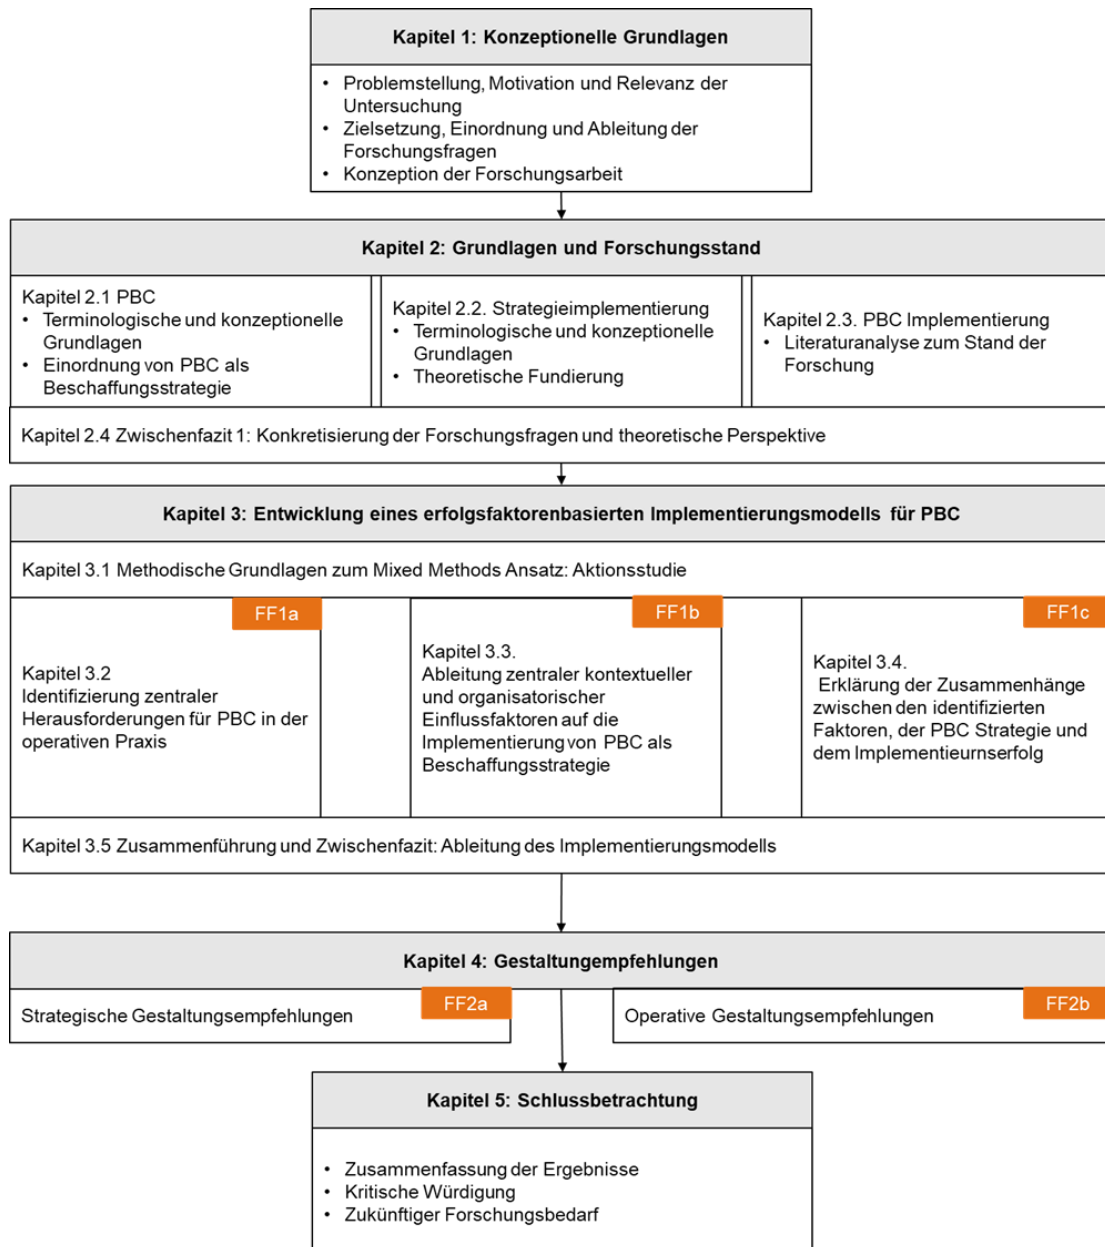 Kapitel 1: Konzeptionelle Grundlagen
• Problemstellung, Motivation und Relevanz der
Untersuchung
• Zielsetzung, Einordnung und Ableitung der
Forschungsfragen
• Konzeption der Forschungsarbeit
Kapitel 2: Grundlagen und Forschungsstand
Kapitel 2.1 PBC
• Terminologische und konzeptionelle
Grundlagen
• Einordnung von PBC als
Beschaffungsstrategie
Kapitel 2.2. Strategieimplementierung
• Terminologische und konzeptionelle
Grundlagen
• Theoretische Fundierung
Kapitel 2.3. PBC Implementierung
• Literaturanalyse zum Stand der
Forschung
Kapitel 2.4 Zwischenfazit 1: Konkretisierung der Forschungsfragen und theoretische Perspektive
Kapitel 3: Entwicklung eines erfolgsfaktorenbasierten Implementierungsmodells für PBC
Kapitel 3.1 Methodische Grundlagen zum Mixed Methods Ansatz: Aktionsstudie
FF1a
Kapitel 3.2
Identifizierung zentraler
Herausforderungen für PBC in der
operativen Praxis
FF1b
Kapitel 3.3.
Ableitung zentraler kontextueller
und organisatorischer
Einflussfaktoren auf die
Implementierung von PBC als
Beschaffungsstrategie
FF1c
Kapitel 3.4.
Erklärung der Zusammenhänge
zwischen den identifizierten
Faktoren, der PBC Strategie und
dem Implementieurnserfolg
Kapitel 3.5 Zusammenführung und Zwischenfazit: Ableitung des Implementierungsmodells
Kapitel 4: Gestaltungempfehlungen
FF2a
Strategische Gestaltungsempfehlungen
FF2b
Operative Gestaltungsempfehlungen
Kapitel 5: Schlussbetrachtung
• Zusammenfassung der Ergebnisse
• Kritische Würdigung
• Zukünftiger Forschungsbedarf